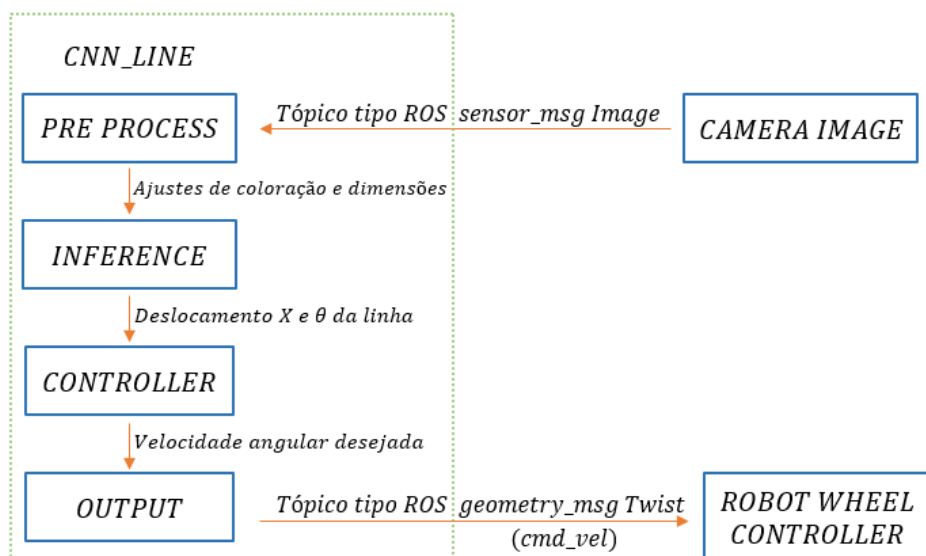 CNN_LINE
PRE PROCESS
Tópico tipo ROS sensor_msg Image
CAMERA IMAGE
Ajustes de coloração e dimensões
INFERENCE
Deslocamento X e θ da linha
CONTROLLER
Velocidade angular desejada
OUTPUT
Tópico tipo ROS geometry_msg Twist
(cmd_vel)
ROBOT WHEEL
CONTROLLER